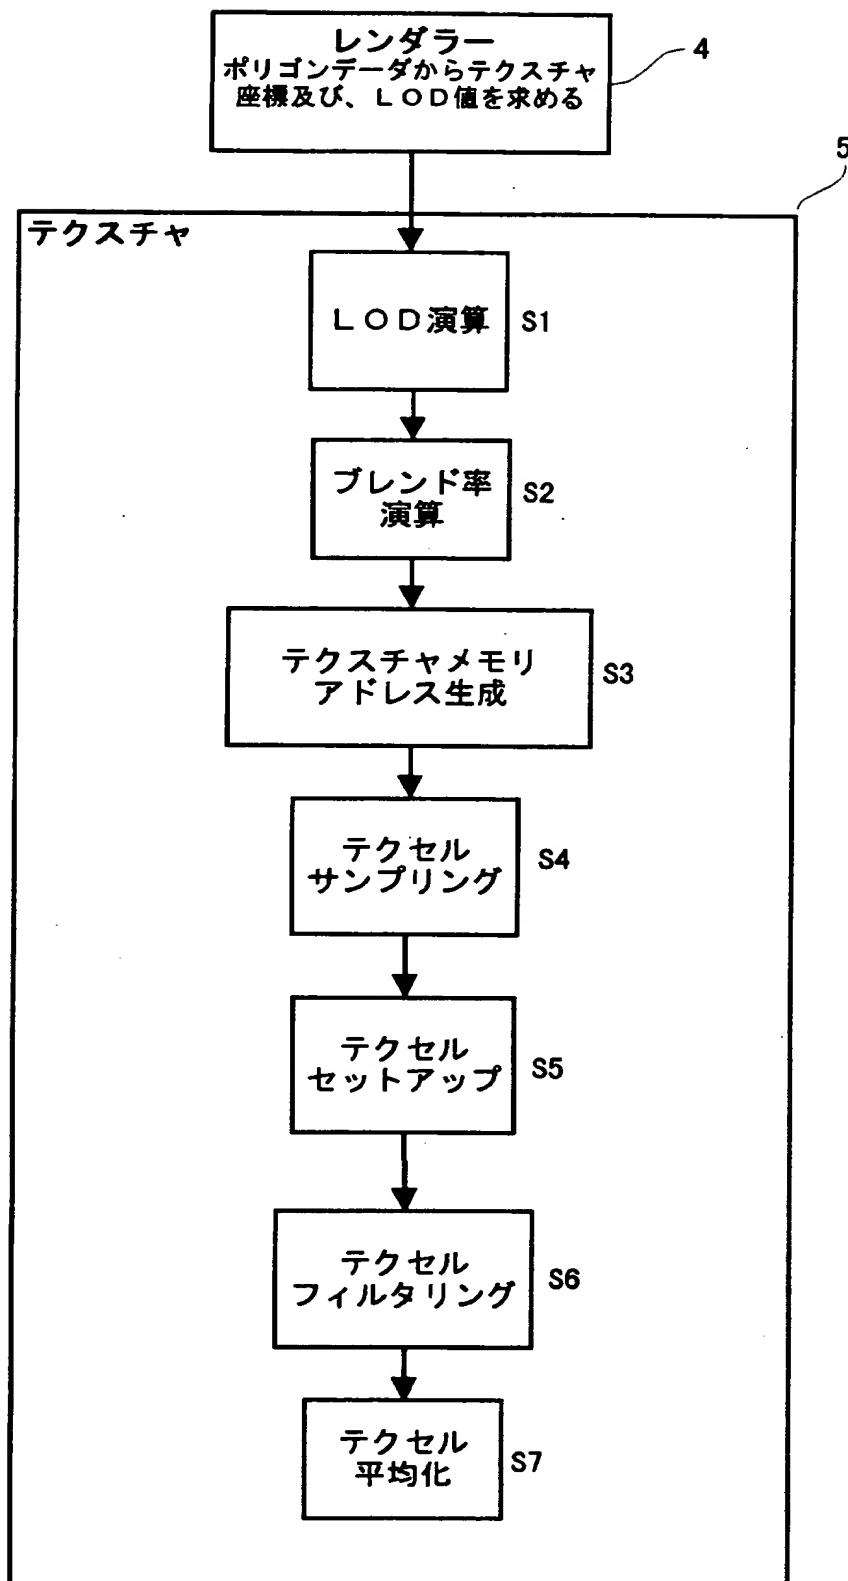 レンダラー
ポリゴンデータからテクスチャ
座標及び、LOD値を求める
4
5
テクスチャ
LOD演算
S1
ブレンド率
演算
S2
テクスチャメモリ
アドレス生成
S3
テクセル
サンプリング
S4
テクセル
セットアップ
S5
テクセル
フィルタリング
S6
テクセル
平均化
S7